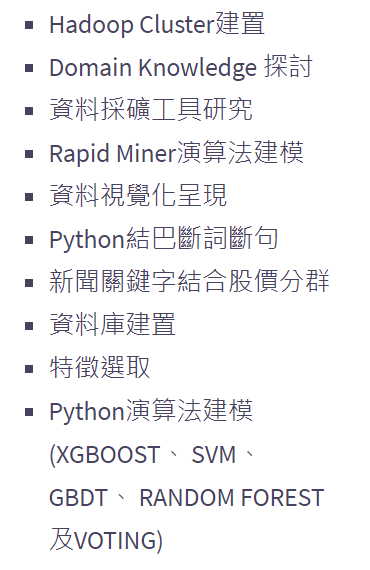 ▪ Hadoop Cluster建置
▪ Domain Knowledge 探討
▪ 資料採礦工具研究
▪ Rapid Miner演算法建模
▪ 資料視覺化呈現
▪ Python結巴斷詞斷句
▪ 新聞關鍵字結合股價分群
▪ 資料庫建置
▪ 特徵選取
▪ Python演算法建模
(XGBOOST、 SVM、
GBDT、 RANDOM FOREST
及VOTING)